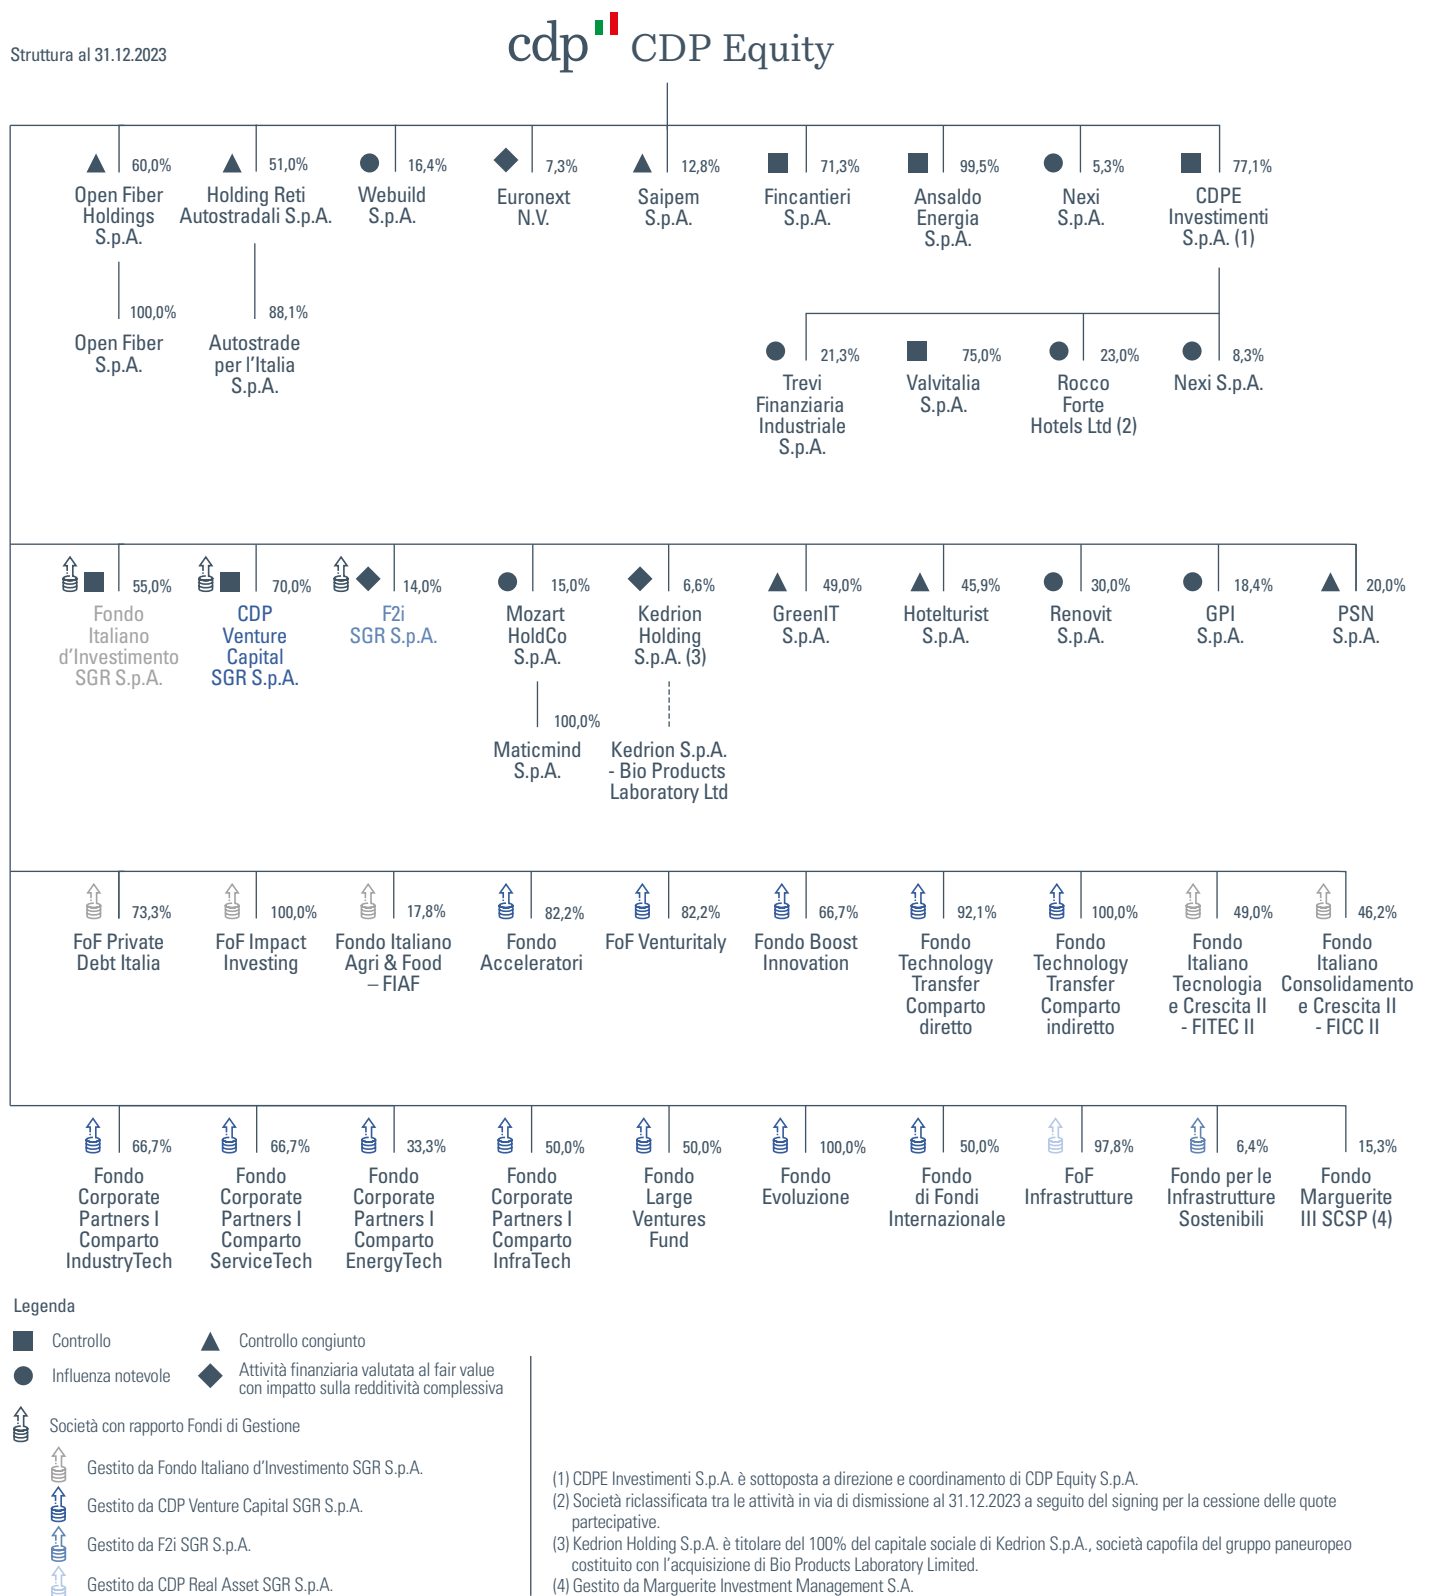 Struttura al 31.12.2023
cdp CDP Equity
60,0%
Open Fiber
Holdings
S.p.A.
51,0%
Holding Reti
Autostradali S.p.A.
16,4%
Webuild
S.p.A.
7,3%
Euronext
N.V.
12,8%
Saipem
S.p.A.
71,3%
Fincantieri
S.p.A.
99,5%
Ansaldo
Energia
S.p.A.
5,3%
Nexi
S.p.A.
77,1%
CDPE
Investimenti
S.p.A. (1)
100,0%
Open Fiber
S.p.A.
88,1%
Autostrade
per l’Italia
S.p.A.
21,3%
Trevi
Finanziaria
Industriale
S.p.A.
75,0%
Valvitalia
S.p.A.
23,0%
Rocco
Forte
Hotels Ltd (2)
8,3%
Nexi S.p.A.
55,0%
Fondo
Italiano
d’Investimento
SGR S.p.A.
70,0%
CDP
Venture
Capital
SGR S.p.A.
14,0%
F2i
SGR S.p.A.
15,0%
Mozart
HoldCo
S.p.A.
6,6%
Kedrion
Holding
S.p.A. (3)
49,0%
GreenIT
S.p.A.
45,9%
Hotelturist
S.p.A.
30,0%
Renovit
S.p.A.
18,4%
GPI
S.p.A.
20,0%
PSN
S.p.A.
100,0%
Maticmind
S.p.A.
Kedrion S.p.A.
- Bio Products
Laboratory Ltd
73,3%
FoF Private
Debt Italia
100,0%
FoF Impact
Investing
17,8%
Fondo Italiano
Agri & Food
– FIAF
82,2%
Fondo
Acceleratori
82,2%
FoF Venturitaly
66,7%
Fondo Boost
Innovation
92,1%
Fondo
Technology
Transfer
Comparto
diretto
100,0%
Fondo
Technology
Transfer
Comparto
indiretto
49,0%
Fondo
Italiano
Tecnologia
e Crescita II
- FITEC II
46,2%
Fondo
Italiano
Consolidamento
e Crescita II
- FICC II
66,7%
Fondo
Corporate
Partners I
Comparto
IndustryTech
66,7%
Fondo
Corporate
Partners I
Comparto
ServiceTech
33,3%
Fondo
Corporate
Partners I
Comparto
EnergyTech
50,0%
Fondo
Corporate
Partners I
Comparto
InfraTech
50,0%
Fondo
Large
Ventures
Fund
100,0%
Fondo
Evoluzione
50,0%
Fondo
di Fondi
Internazionale
97,8%
FoF
Infrastrutture
6,4%
Fondo per le
Infrastrutture
Sostenibili
15,3%
Fondo
Marguerite
III SCSP (4)
Legenda
Controllo
Controllo congiunto
Influenza notevole
Attività finanziaria valutata al fair value
con impatto sulla redditività complessiva
Società con rapporto Fondi di Gestione
Gestito da Fondo Italiano d’Investimento SGR S.p.A.
Gestito da CDP Venture Capital SGR S.p.A.
Gestito da F2i SGR S.p.A.
Gestito da CDP Real Asset SGR S.p.A.
(1) CDPE Investimenti S.p.A. è sottoposta a direzione e coordinamento di CDP Equity S.p.A.
(2) Società riclassificata tra le attività in via di dismissione al 31.12.2023 a seguito del signing per la cessione delle quote
partecipative.
(3) Kedrion Holding S.p.A. è titolare del 100% del capitale sociale di Kedrion S.p.A., società capofila del gruppo paneuropeo
costituito con l’acquisizione di Bio Products Laboratory Limited.
(4) Gestito da Marguerite Investment Management S.A.